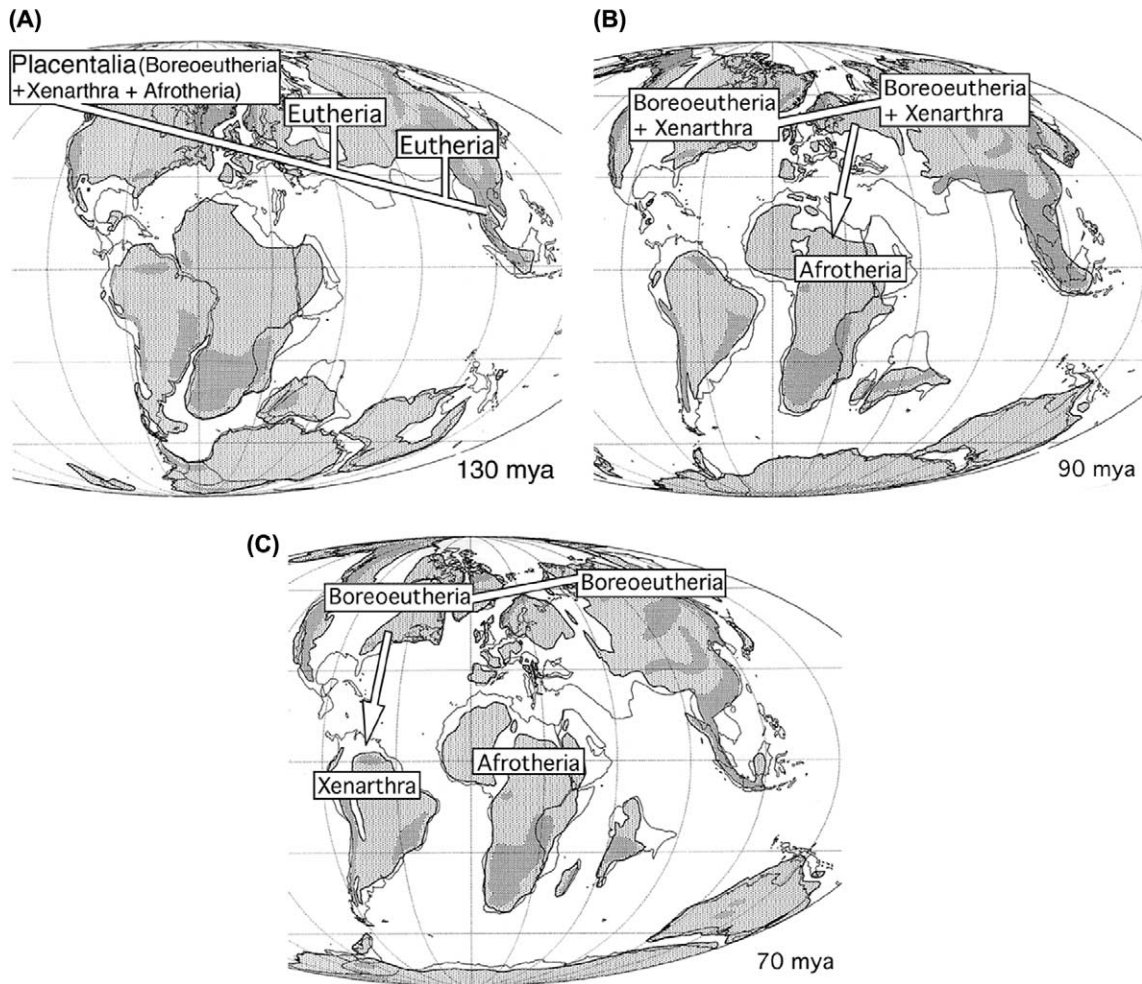 (A)
Placentalia (Boreoeutheria
+Xenarthra + Afrotheria)
Eutheria
Eutheria
130 mya
(B)
Boreoeutheria
+ Xenarthra
Boreoeutheria
+ Xenarthra
Afrotheria
90 mya
(C)
Boreoeutheria
Boreoeutheria
Xenarthra
Afrotheria
70 mya